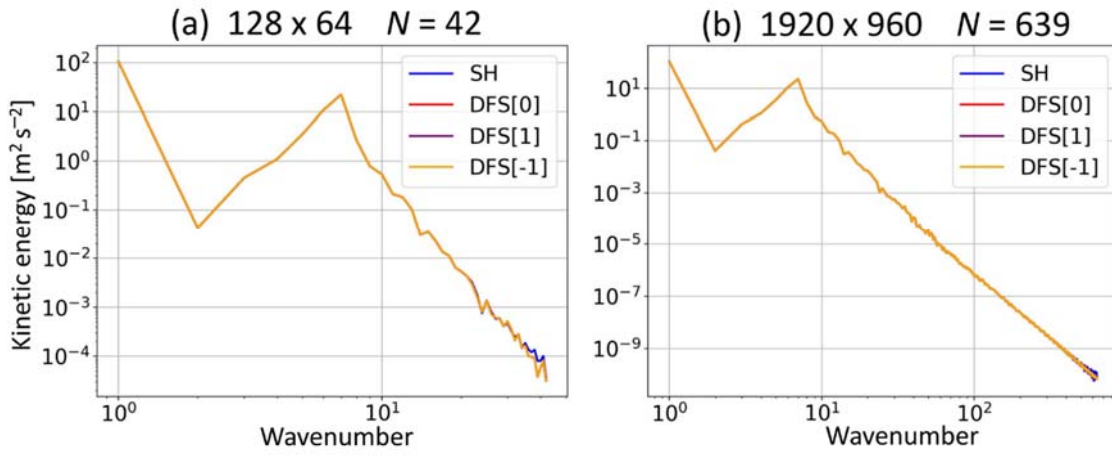 (a) 128 x 64 N = 42
Kinetic energy [m² s⁻²]
10²
10¹
10⁰
10⁻¹
10⁻²
10⁻³
10⁻⁴
SH
DFS[0]
DFS[1]
DFS[-1]
10⁰
10¹
Wavenumber
(b) 1920 x 960 N = 639
10¹
10⁻¹
10⁻³
10⁻⁵
10⁻⁷
10⁻⁹
SH
DFS[0]
DFS[1]
DFS[-1]
10⁰
10¹
10²
Wavenumber